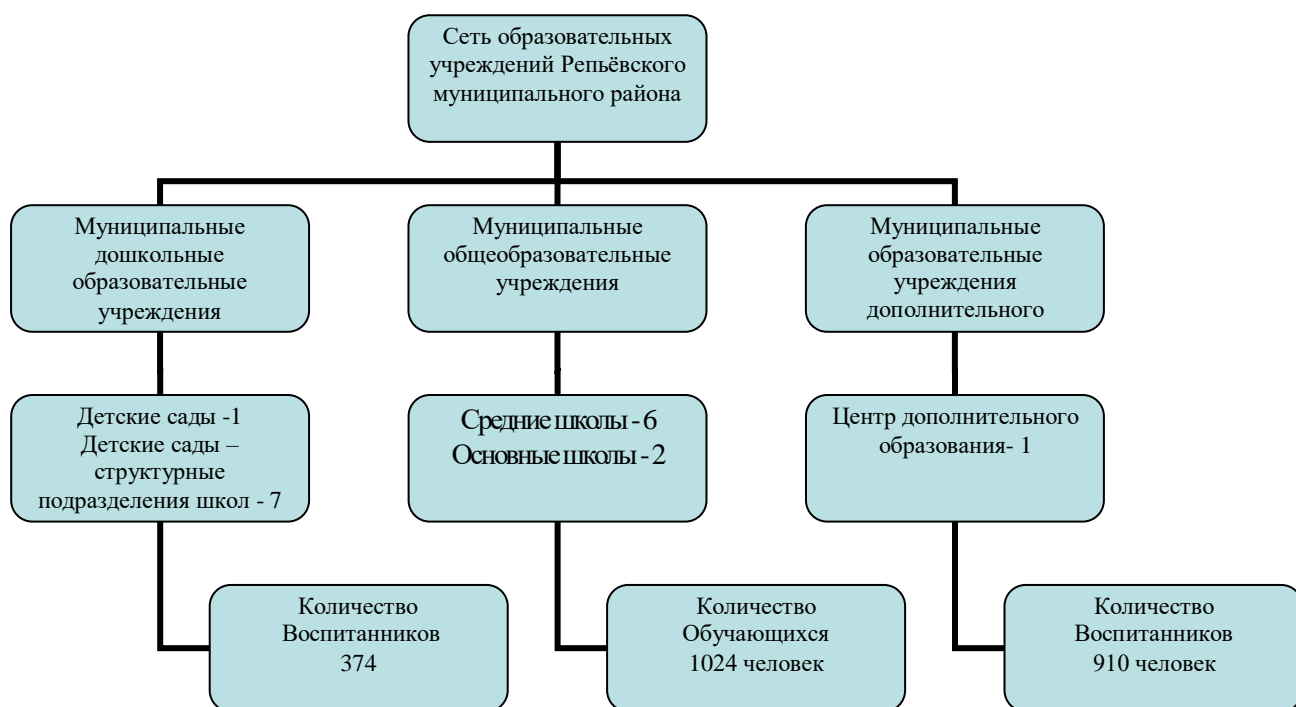 Сеть образовательных
учреждений Репьёвского
муниципального района
Муниципальные
дошкольные
образовательные
учреждения
Муниципальные
общеобразовательные
учреждения
Муниципальные
образовательные
учреждения
дополнительного
Детские сады -1
Детские сады –
структурные
подразделения школ - 7
Средние школы - 6
Основные школы - 2
Центр дополнительного
образования- 1
Количество
Воспитанников
374
Количество
Обучающихся
1024 человек
Количество
Воспитанников
910 человек